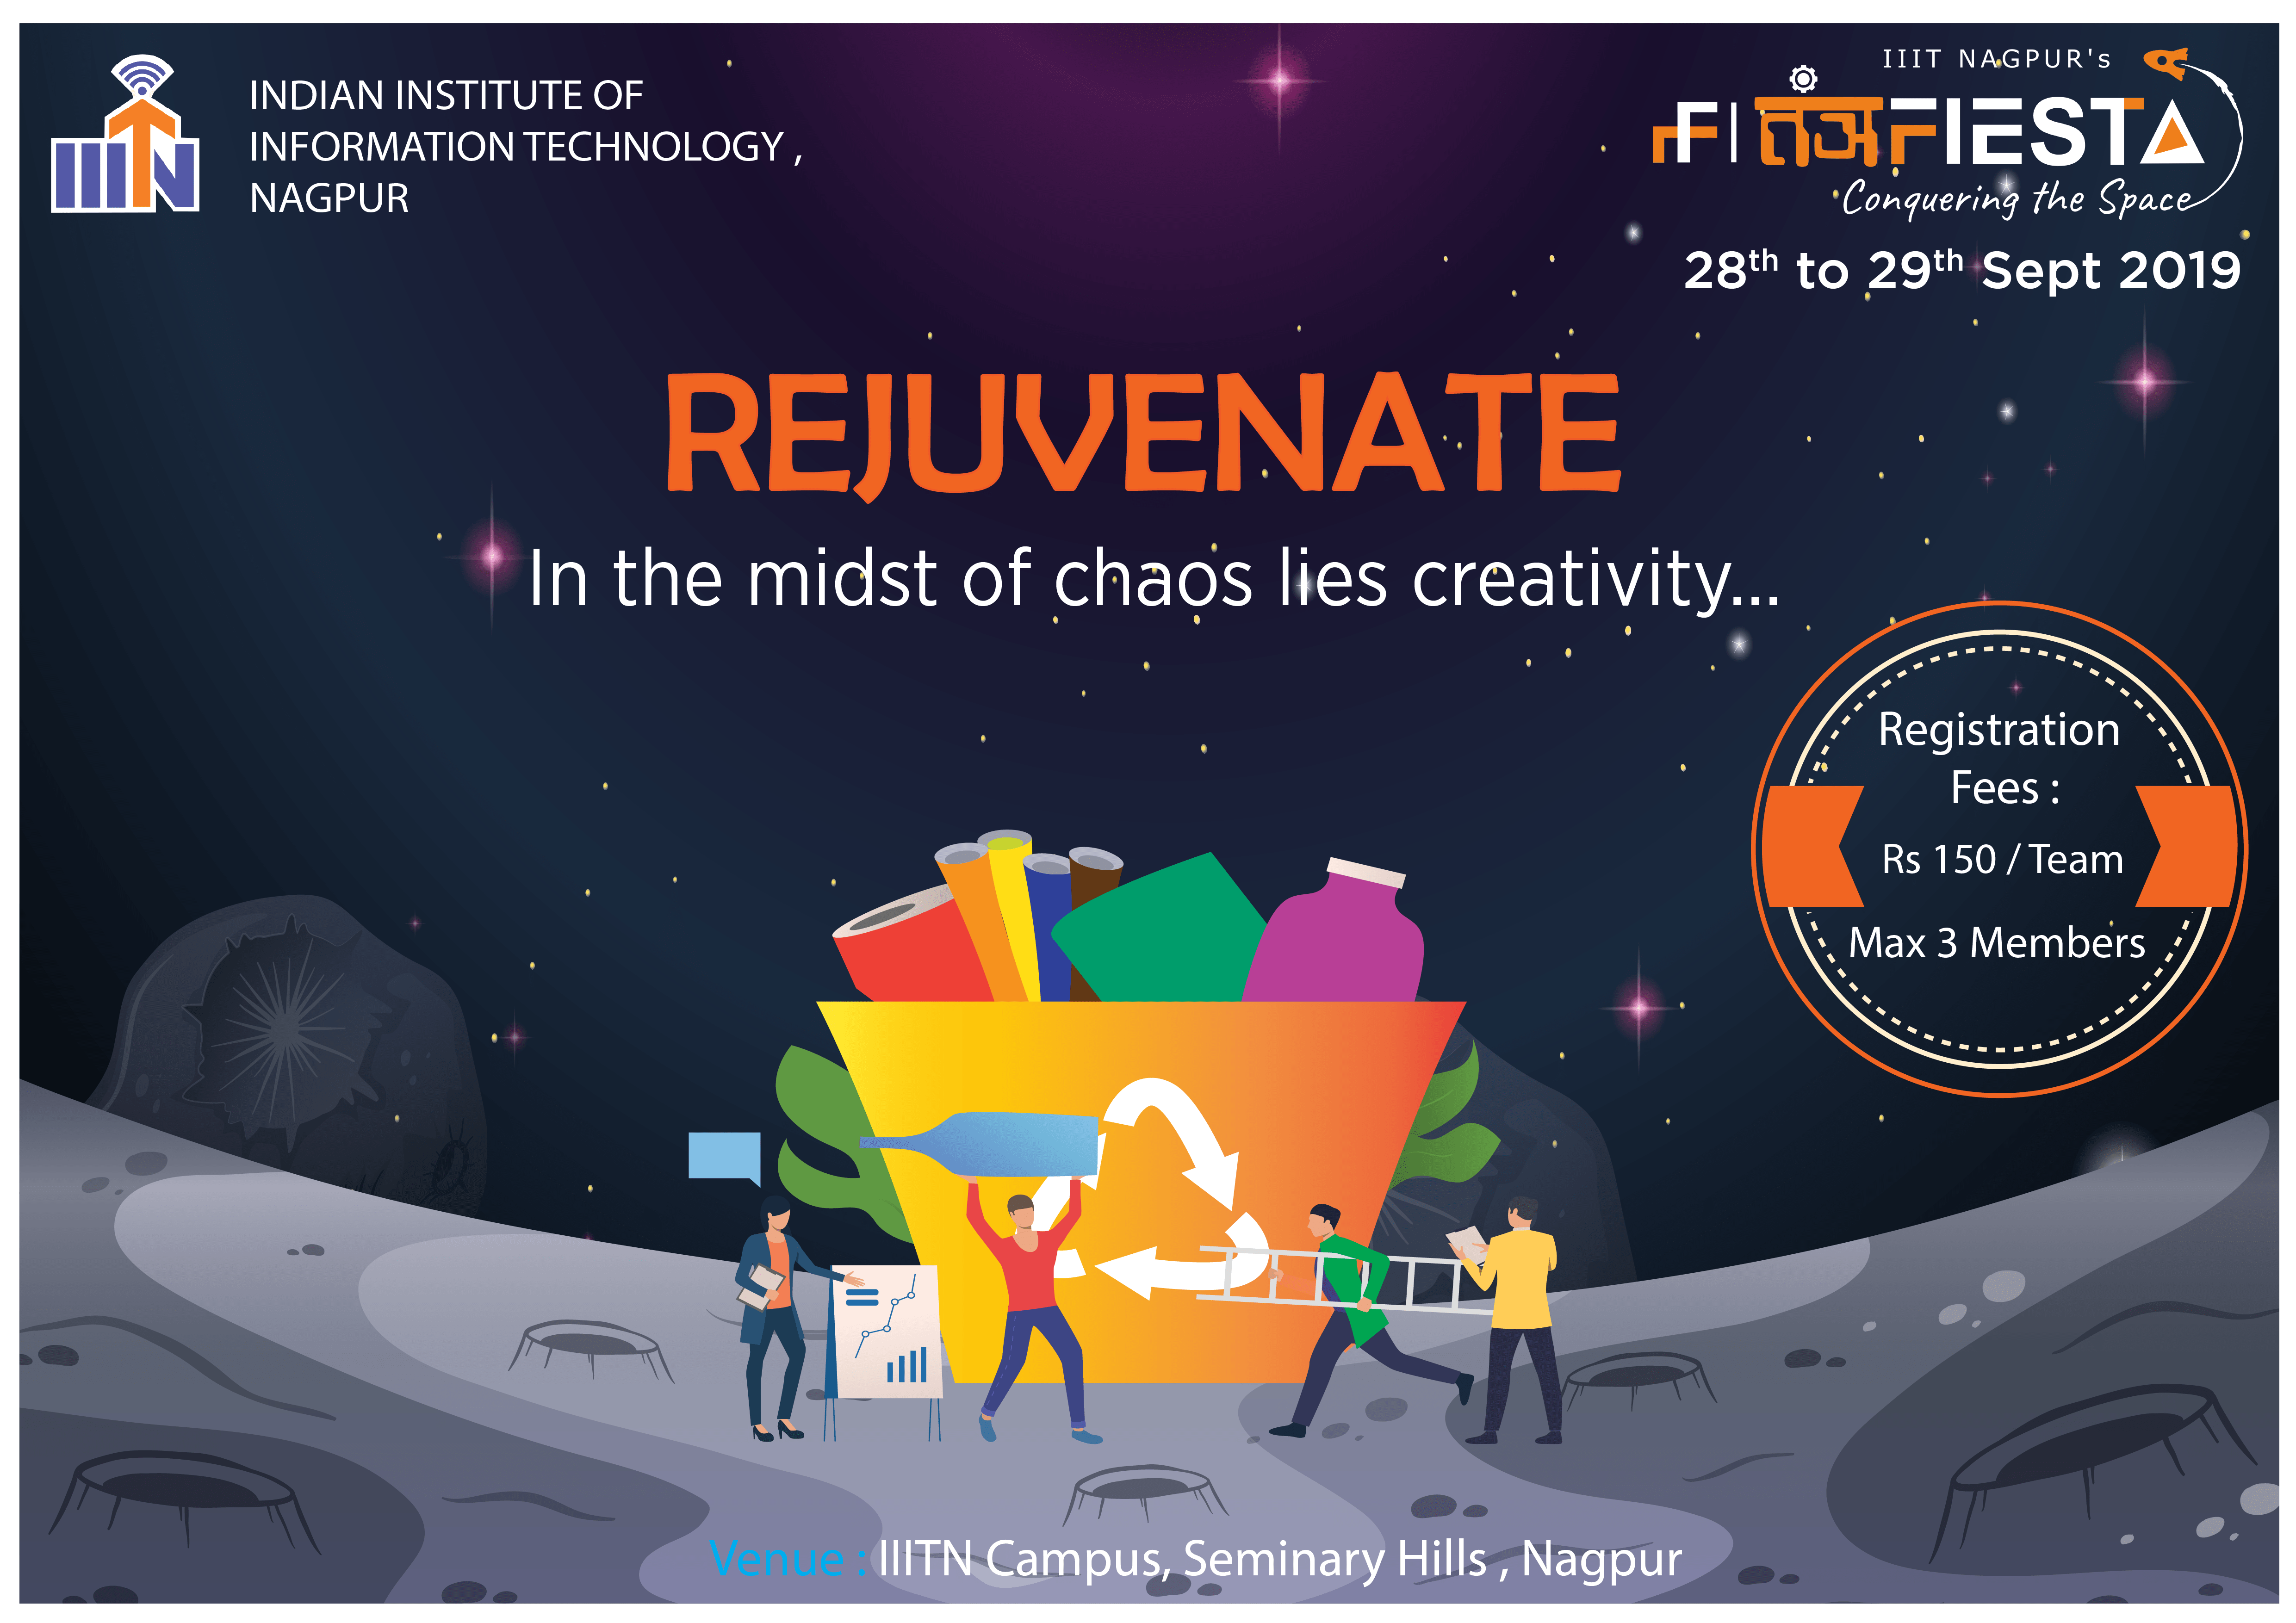 IIITN
INDIAN INSTITUTE OF
INFORMATION TECHNOLOGY ,
NAGPUR
IIIT NAGPUR's
FIESTA
Conquering the Space
28th to 29th Sept 2019
REJUVENATE
In the midst of chaos lies creativity...
Registration
Fees :
Rs 150 / Team
Max 3 Members
Venue : IIITN Campus, Seminary Hills , Nagpur